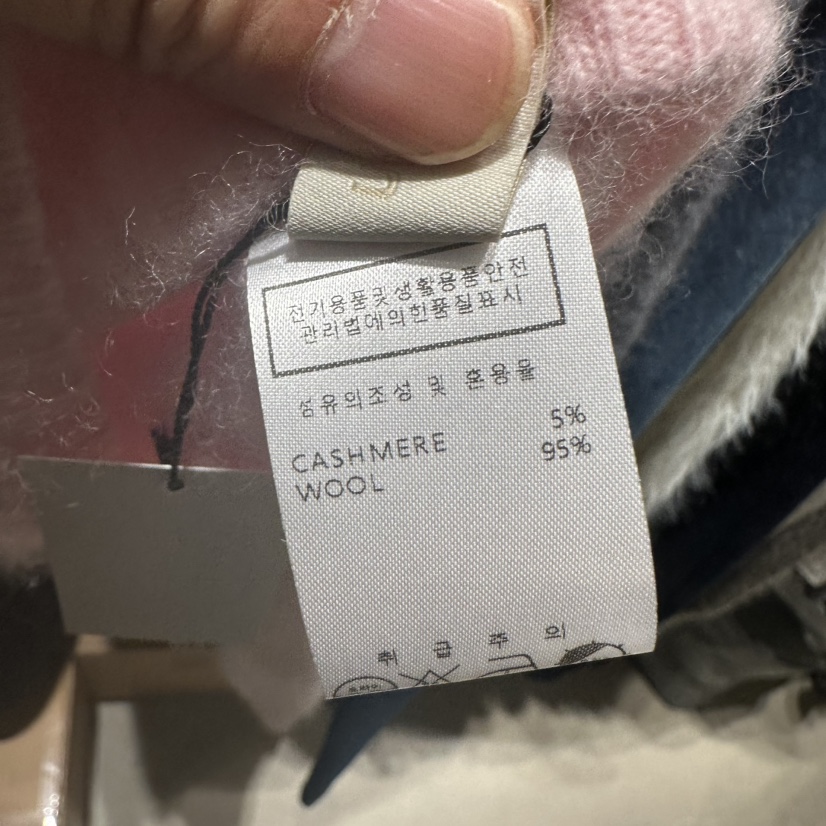 전기용품및생활용품안전
관리법에의한품질표시
섬유의조성 및 혼용율
CASHMERE 5%
WOOL 95%
취 급 주 의